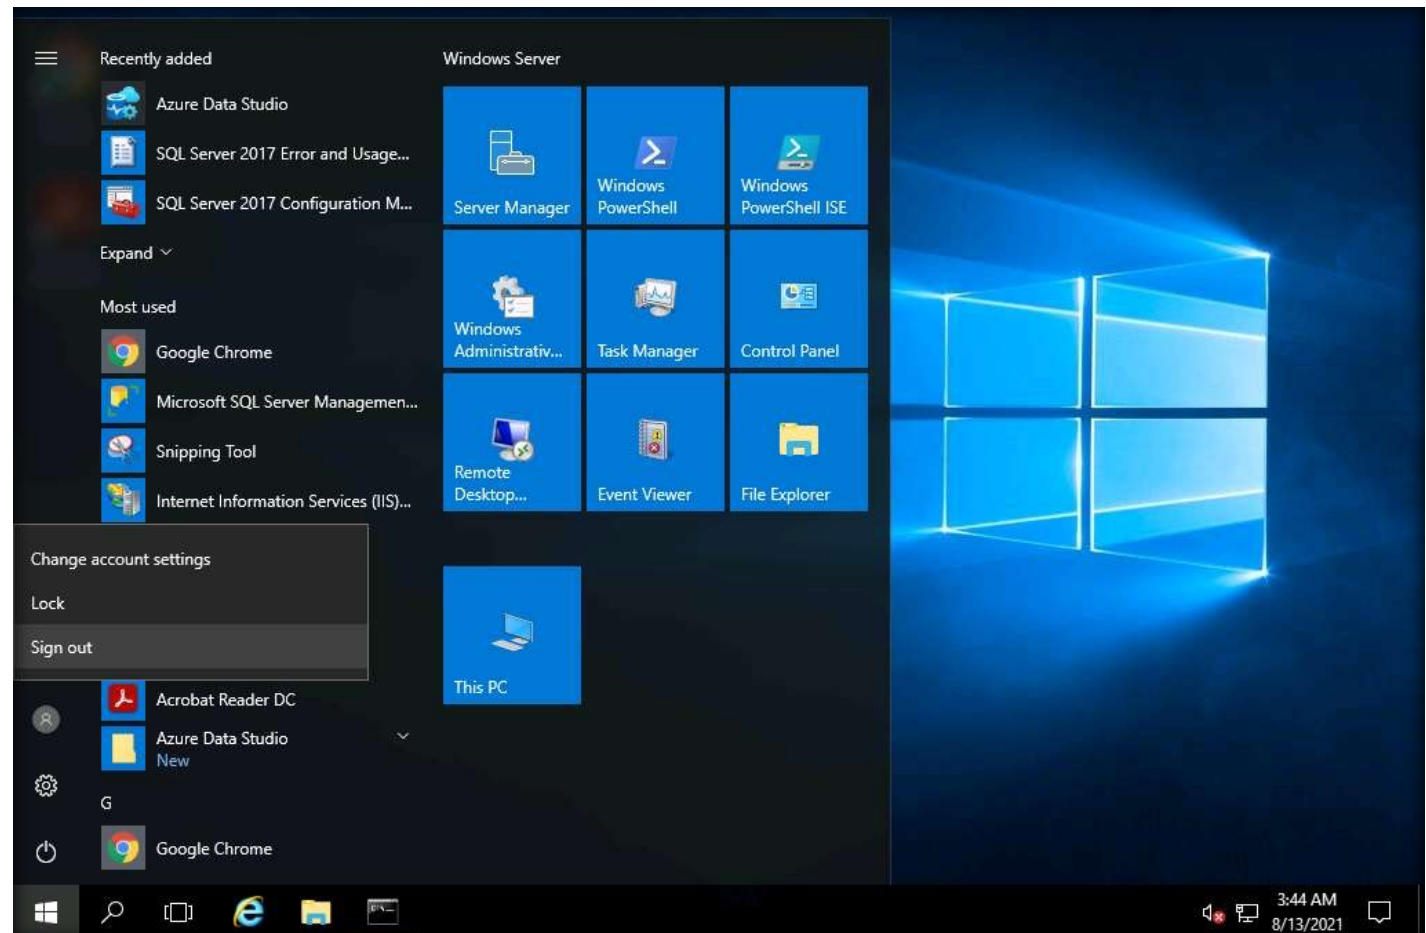 Recently added
Azure Data Studio
SQL Server 2017 Error and Usage...
SQL Server 2017 Configuration M...
Expand
Most used
Google Chrome
Microsoft SQL Server Managemen...
Snipping Tool
Internet Information Services (IIS)...
Change account settings
Lock
Sign out
Acrobat Reader DC
Azure Data Studio
New
G
Google Chrome
Windows Server
Server Manager
Windows
PowerShell
Windows
PowerShell ISE
Windows
Administrativ...
Task Manager
Control Panel
Remote
Desktop...
Event Viewer
File Explorer
This PC
3:44 AM
8/13/2021